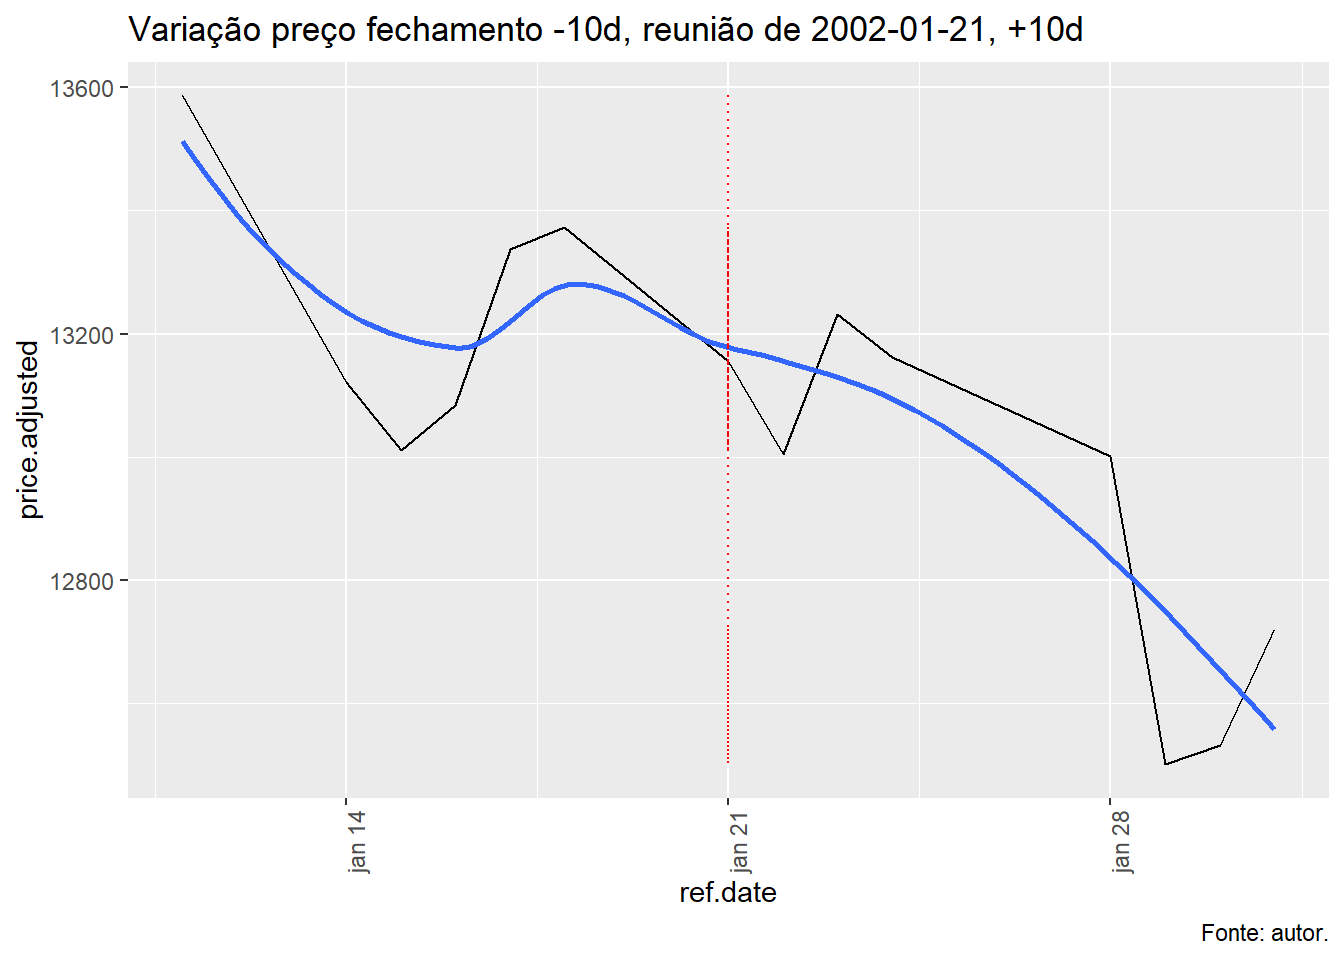 Variação preço fechamento -10d, reunião de 2002-01-21, +10d
13600
13200
12800
price.adjusted
jan 14
jan 21
jan 28
ref.date
Fonte: autor.